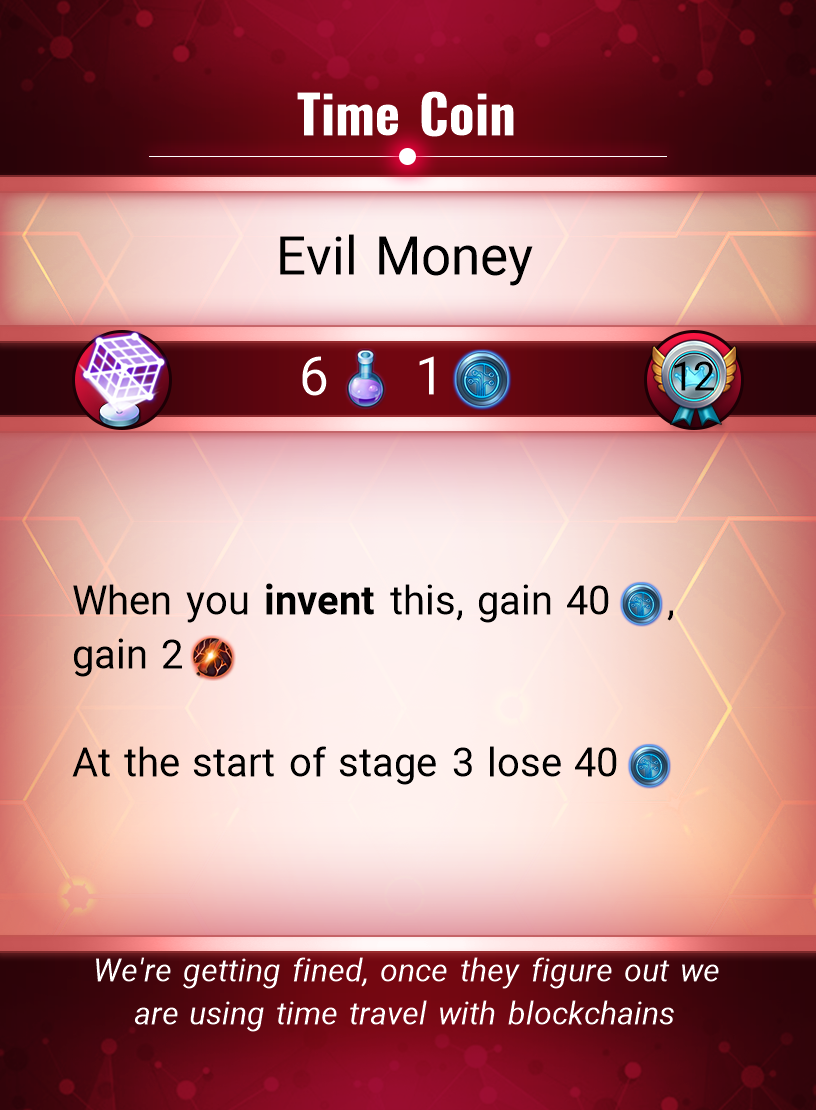 Time Coin
Evil Money
6 1 12
When you invent this, gain 40 ,
gain 2
At the start of stage 3 lose 40
We're getting fined, once they figure out we
are using time travel with blockchains